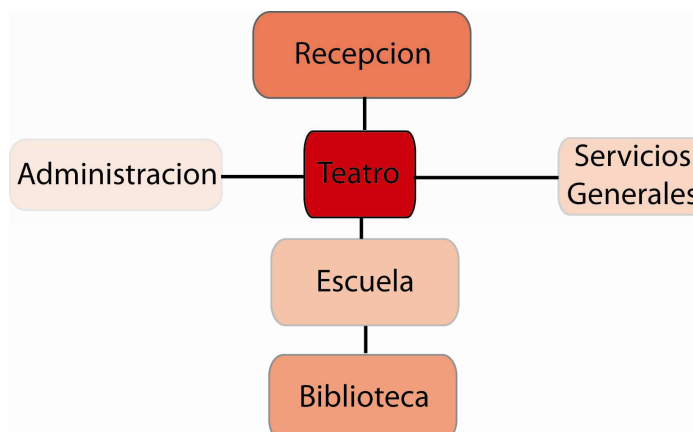 Recepcion
Administracion
Teatro
Servicios
Generales
Escuela
Biblioteca